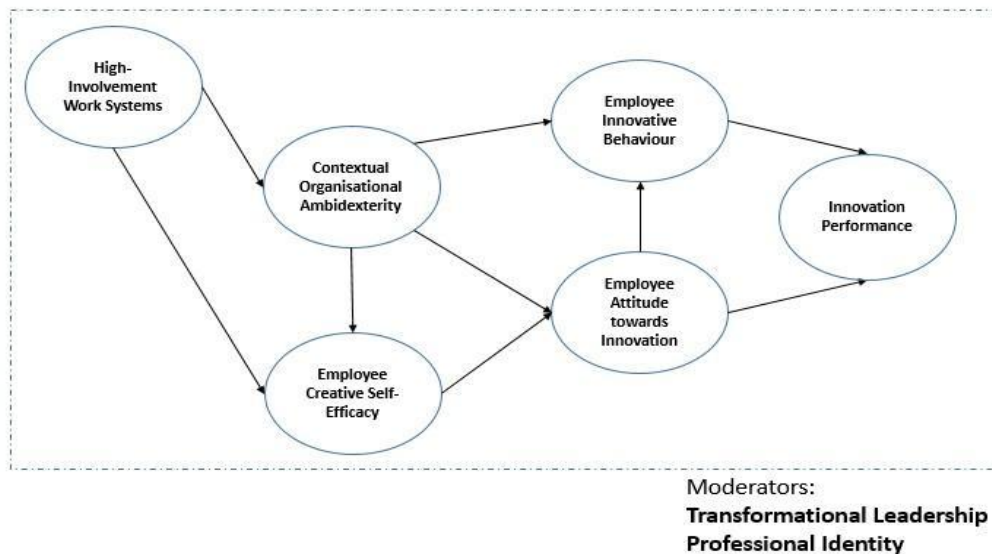 High-
Involvement
Work Systems
Contextual
Organisational
Ambidexterity
Employee
Creative Self-
Efficacy
Employee
Innovative
Behaviour
Employee
Attitude
towards
Innovation
Innovation
Performance
Moderators:
Transformational Leadership
Professional Identity